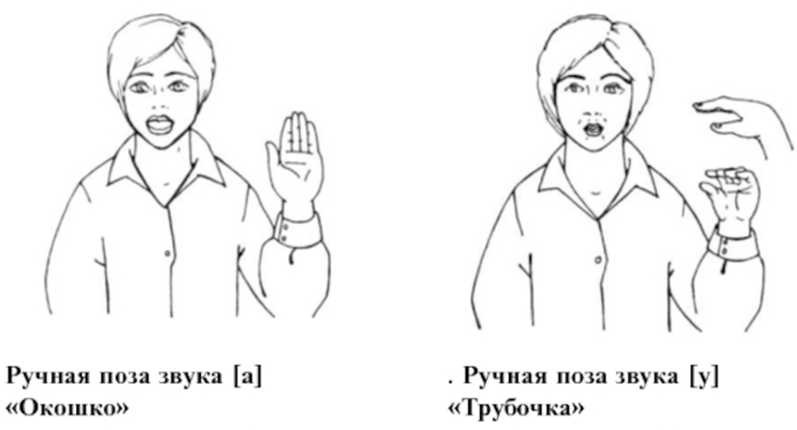 Ручная поза звука [а]
«Окошко»
. Ручная поза звука [у]
«Трубочка»